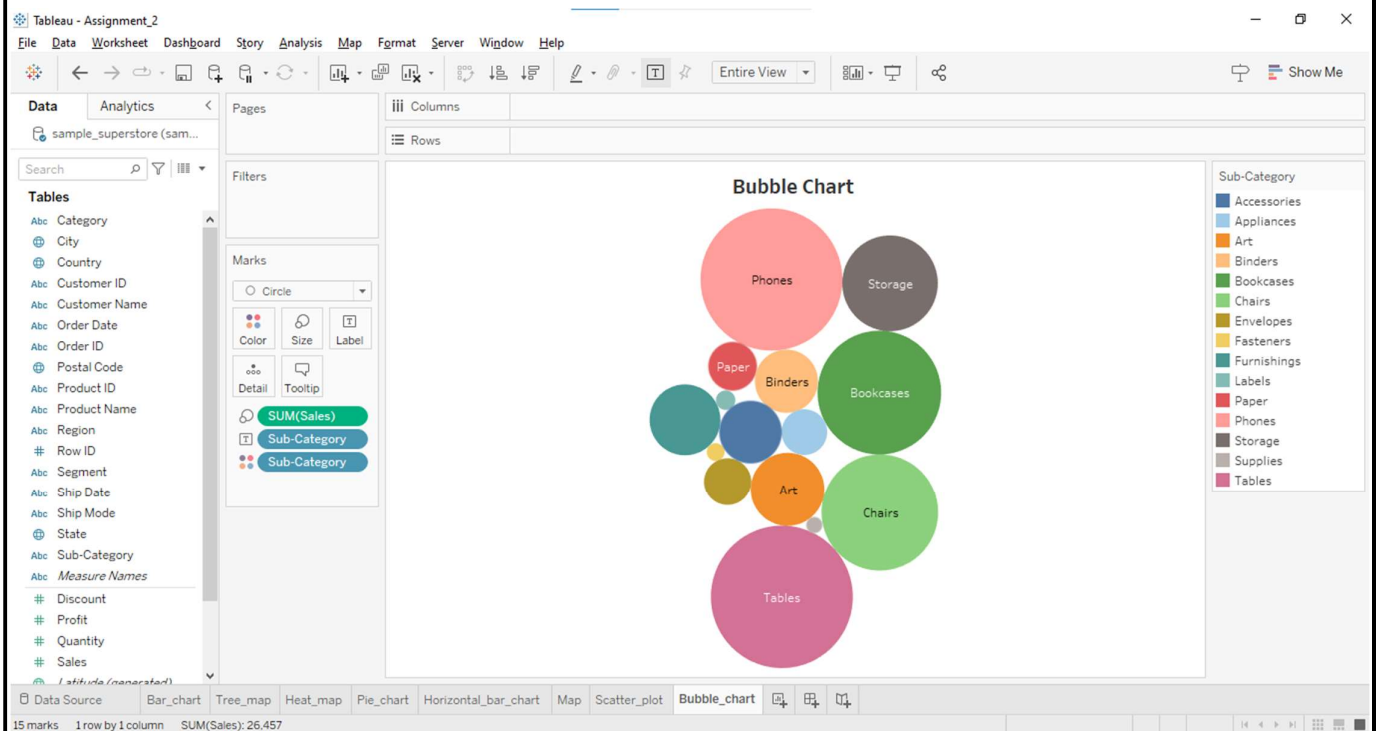 Tableau - Assignment_2
File Data Worksheet Dashboard Story Analysis Map Format Server Window Help
Entire View
Show Me
Data Analytics
sample_superstore (sam...
Search
Tables
Abc Category
City
Country
Abc Customer ID
Abc Customer Name
Abc Order Date
Abc Order ID
Postal Code
Abc Product ID
Abc Product Name
Abc Region
# Row ID
Abc Segment
Abc Ship Date
Abc Ship Mode
State
Abc Sub-Category
Abc Measure Names
# Discount
# Profit
# Quantity
# Sales
Latitude (generated)
Pages
Filters
Marks
Circle
Color Size Label
Detail Tooltip
SUM(Sales)
Sub-Category
Sub-Category
Columns
Rows
Bubble Chart
Phones
Storage
Paper
Binders
Bookcases
Art
Chairs
Tables
Sub-Category
Accessories
Appliances
Art
Binders
Bookcases
Chairs
Envelopes
Fasteners
Furnishings
Labels
Paper
Phones
Storage
Supplies
Tables
Data Source Bar_chart Tree_map Heat_map Pie_chart Horizontal_bar_chart Map Scatter_plot Bubble_chart
15 marks 1 row by 1 column SUM(Sales): 26,457